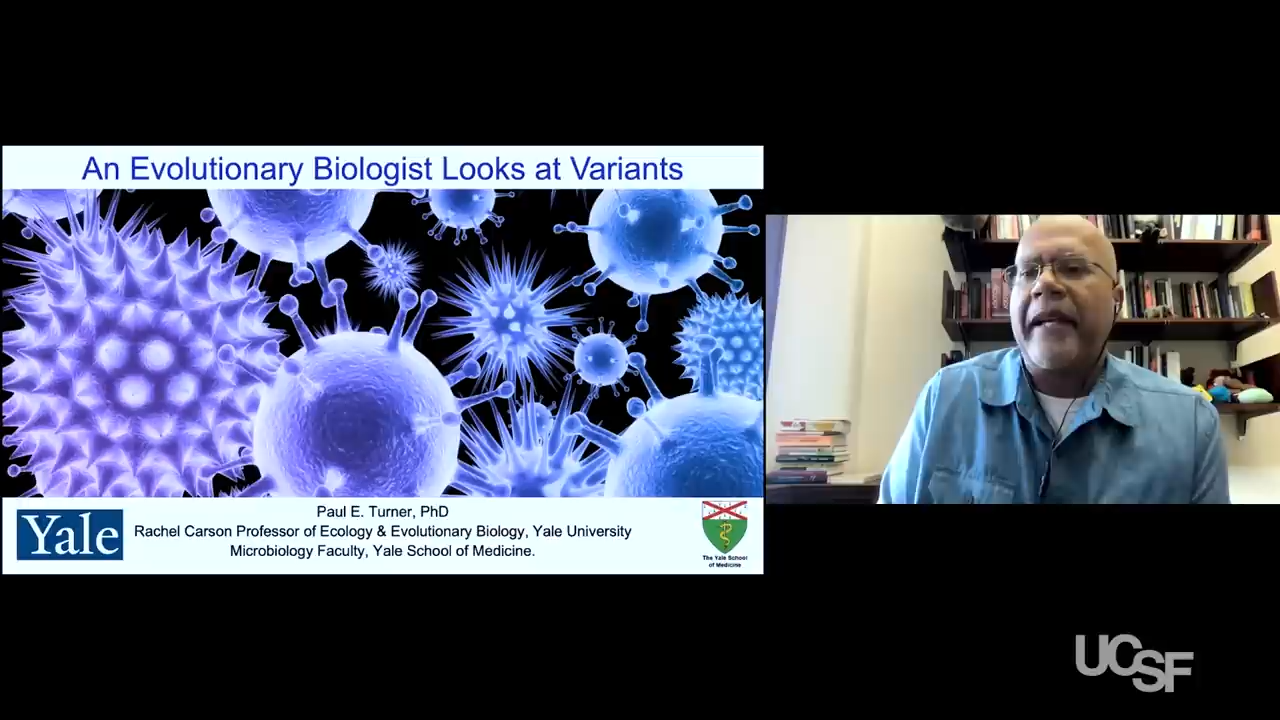 An Evolutionary Biologist Looks at Variants
Yale
Paul E. Turner, PhD
Rachel Carson Professor of Ecology & Evolutionary Biology, Yale University
Microbiology Faculty, Yale School of Medicine.
The Yale School
of Medicine
UCSF